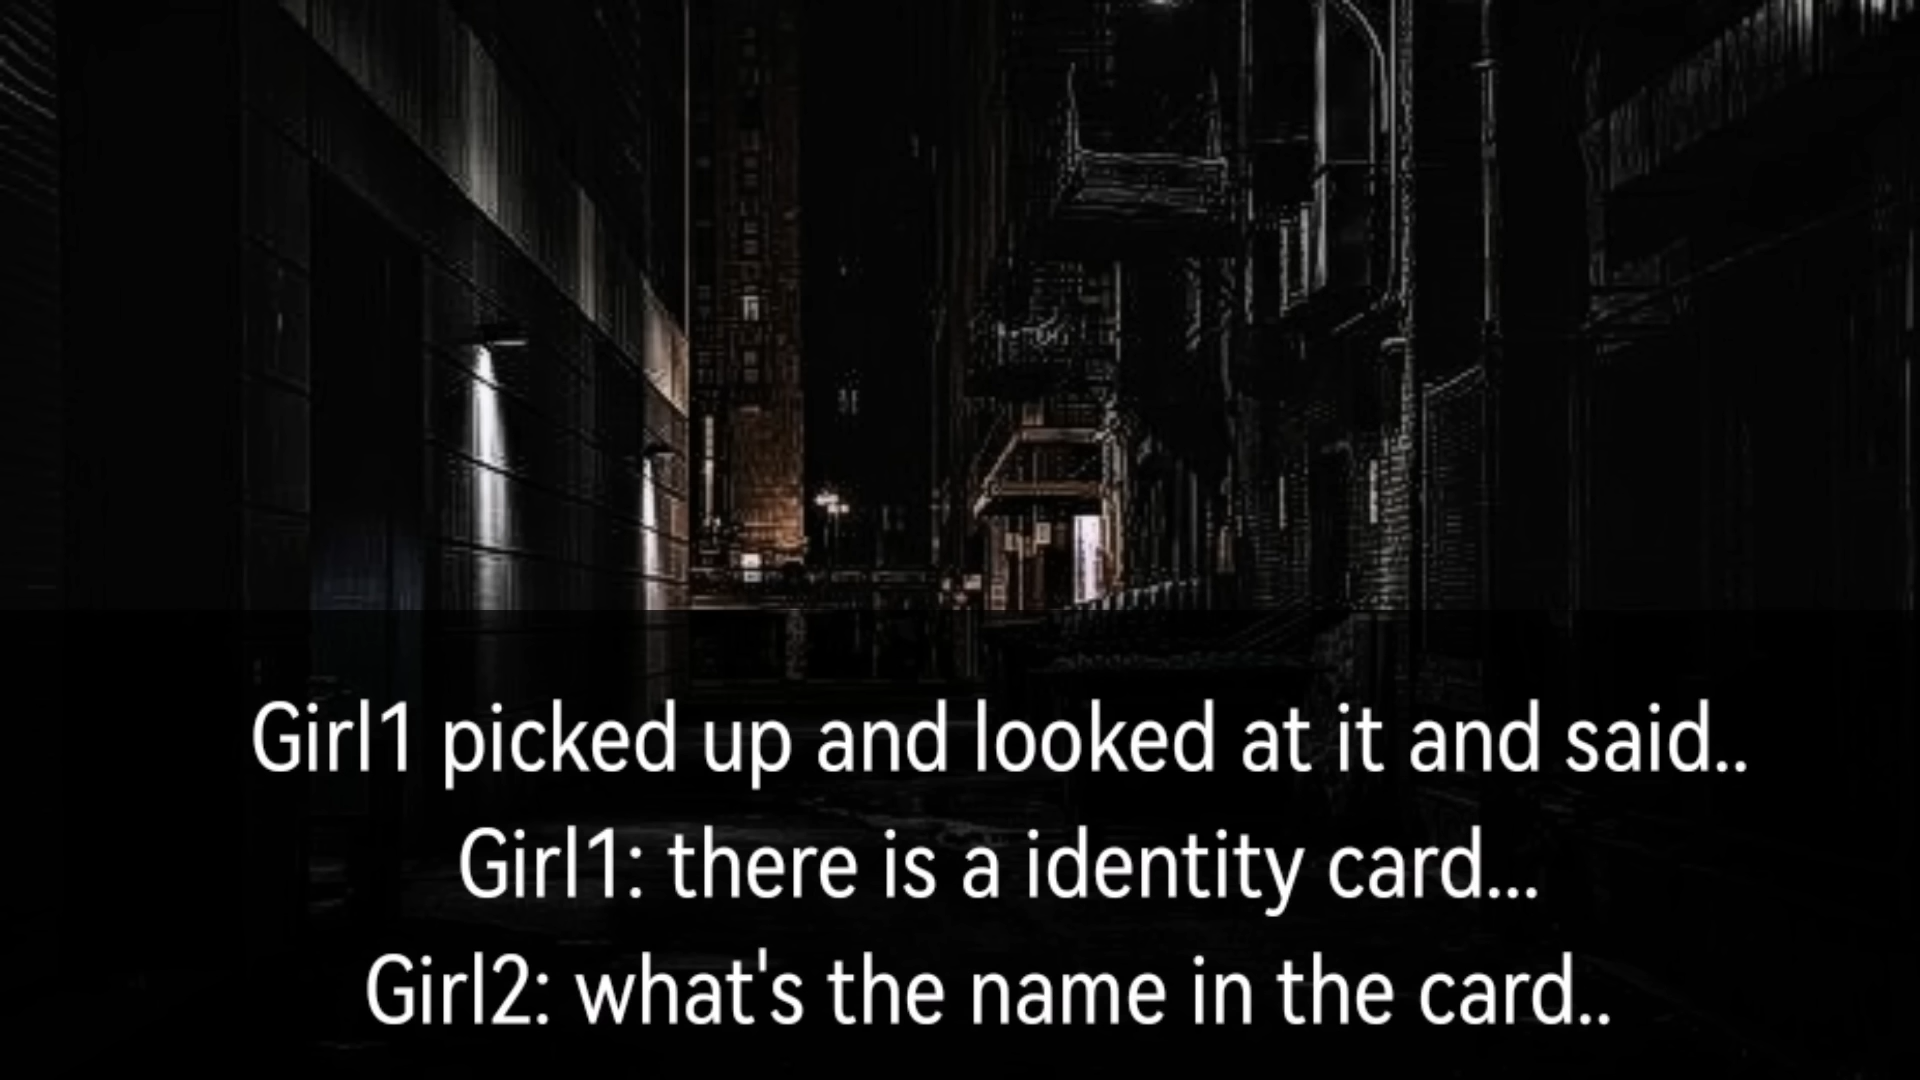 Girl1 picked up and looked at it and said..
Girl1: there is a identity card...
Girl2: what's the name in the card..